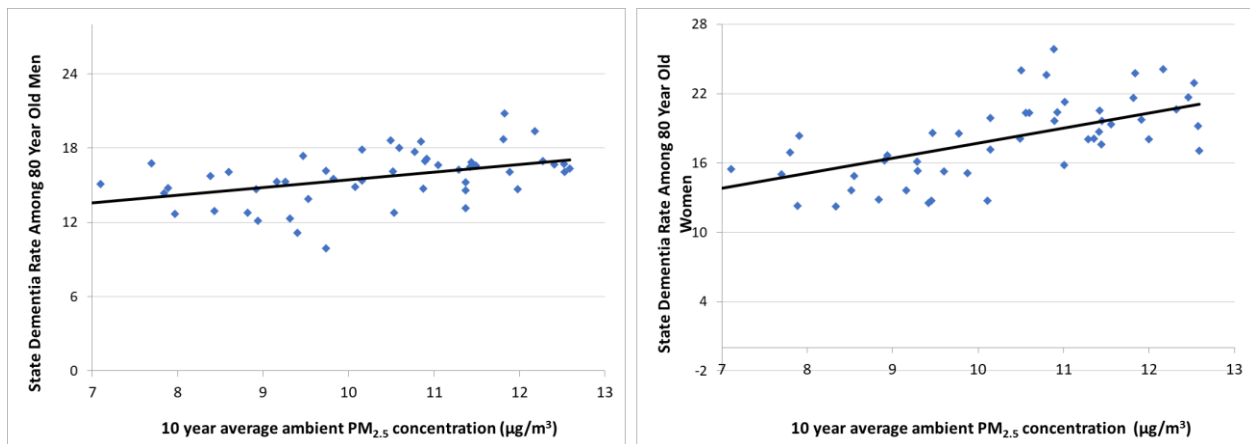 State Dementia Rate Among 80 Year Old Men
24
18
12
6
0
7 8 9 10 11 12 13
10 year average ambient PM2.5 concentration (µg/m³)
State Dementia Rate Among 80 Year Old
Women
28
22
16
10
4
-2
7 8 9 10 11 12 13
10 year average ambient PM2.5 concentration (µg/m³)